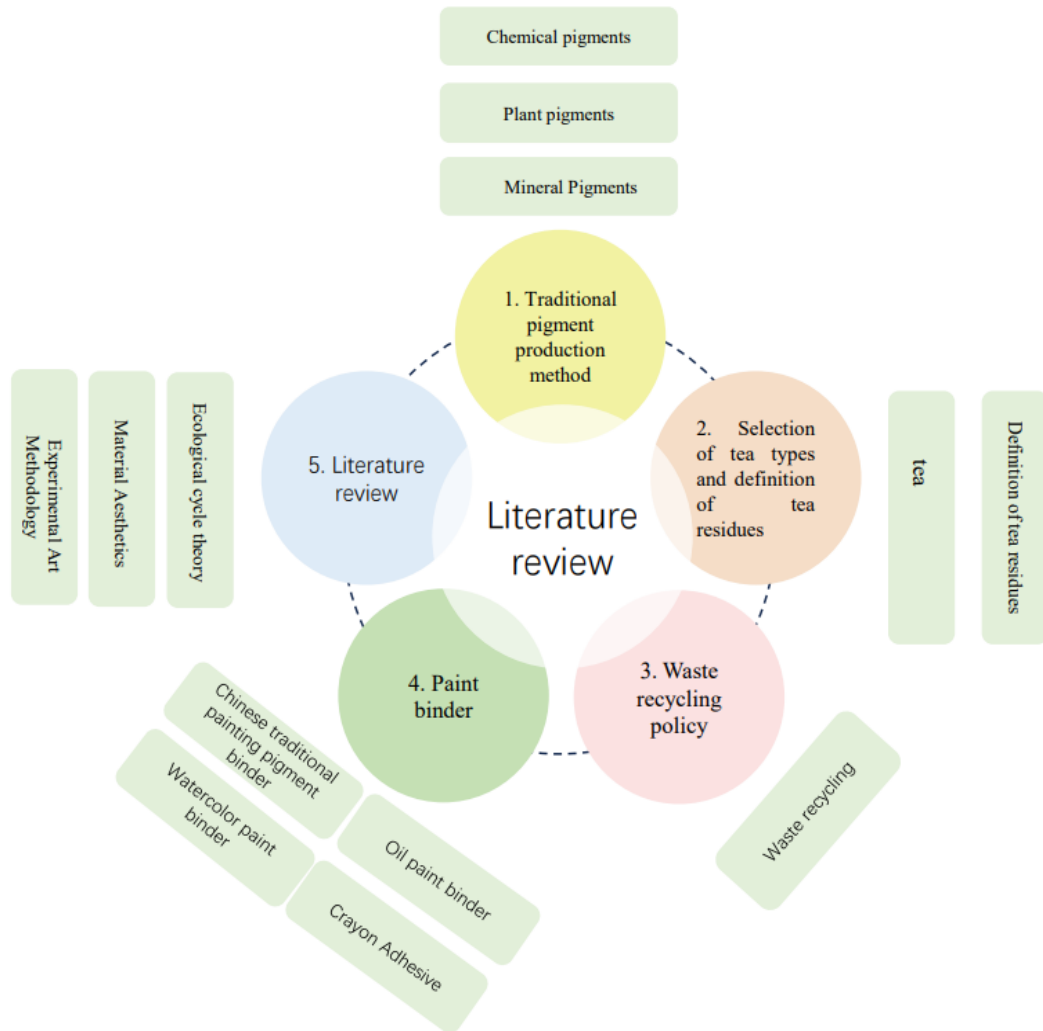 Chemical pigments
Plant pigments
Mineral Pigments
1. Traditional
pigment
production
method
2. Selection
of tea types
and definition
of tea
residues
tea
Definition of tea residues
3. Waste
recycling
policy
Waste recycling
4. Paint
binder
Chinese traditional
painting pigment
binder
Watercolor paint
binder
Oil paint binder
Crayon Adhesive
5. Literature
review
Ecological cycle theory
Material Aesthetics
Experimental Art
Methodology
Literature
review